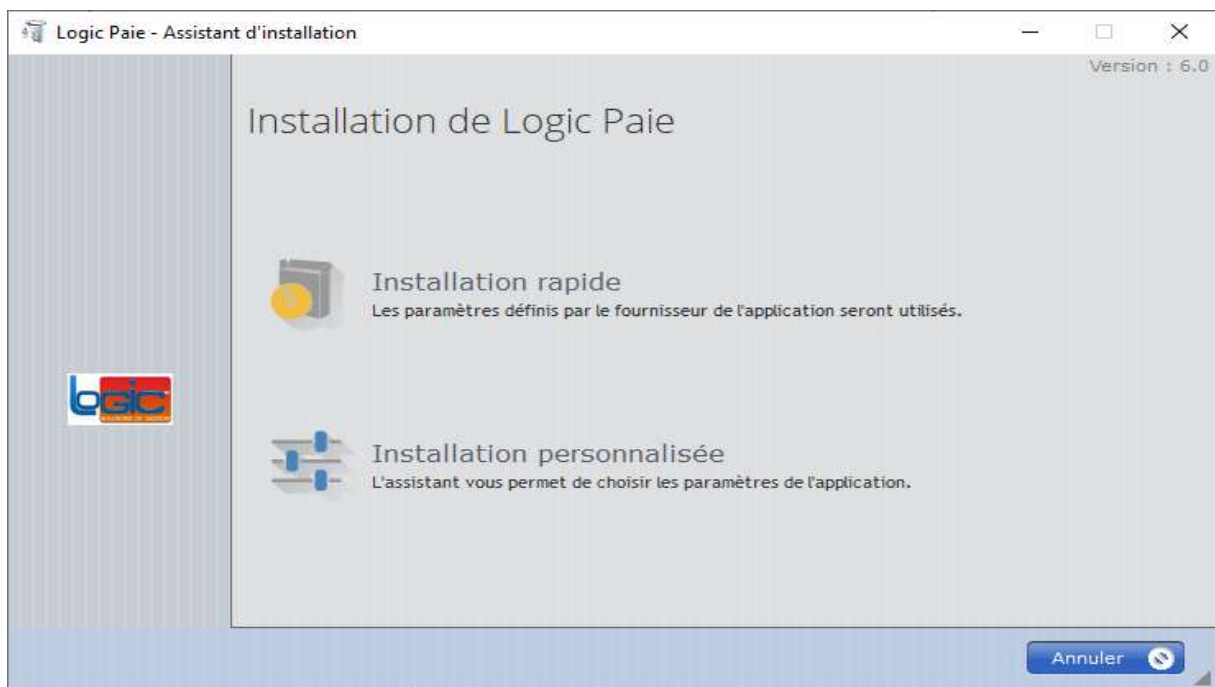 Logic Paie - Assistant d'installation
Version : 6.0
Installation de Logic Paie
Installation rapide
Les paramètres définis par le fournisseur de l'application seront utilisés.
logic
Installation personnalisée
L'assistant vous permet de choisir les paramètres de l'application.
Annuler